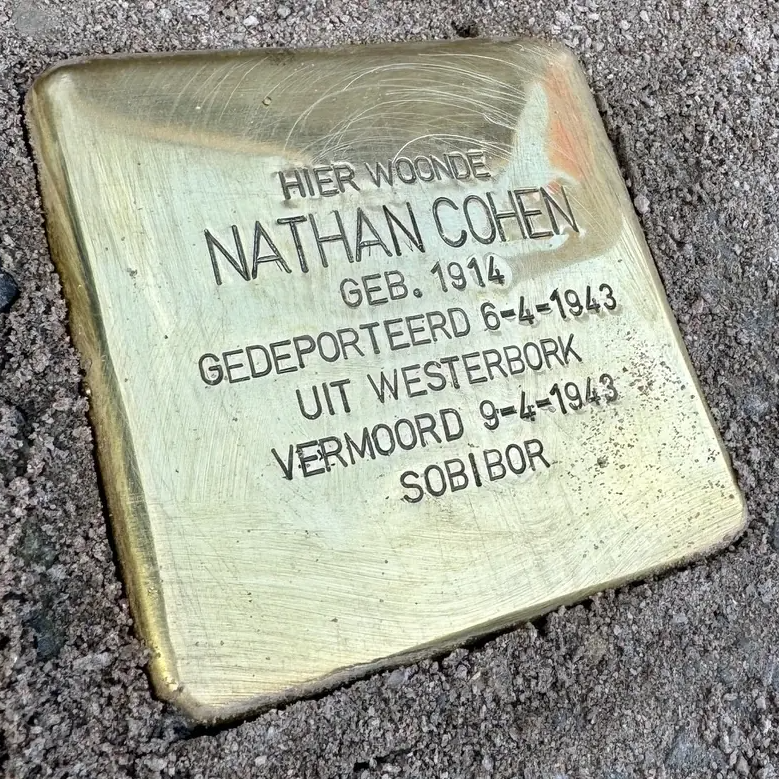 HIER WOONDE
NATHAN COHEN
GEB. 1914
GEDEPORTEERD 6-4-1943
UIT WESTERBORK
VERMOORD 9-4-1943
SOBIBOR